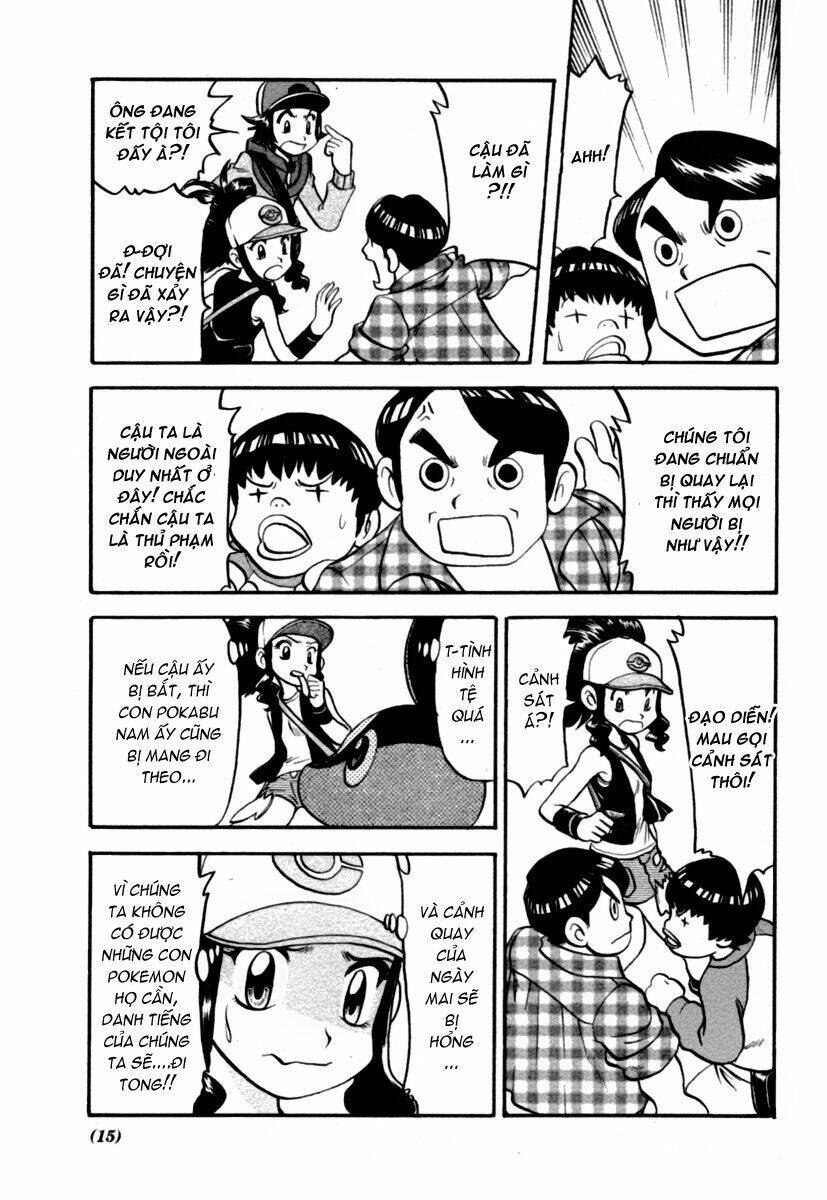 AHH!
CẬU ĐÃ
LÀM GÌ
?!!
ÔNG ĐANG
KẾT TỘI TÔI
ĐẤY À?!
Đ-ĐỢI
ĐÃ! CHUYỆN
GÌ ĐÃ XẢY
RA VẬY?!
CHÚNG TÔI
ĐANG CHUẨN
BỊ QUAY LẠI
THÌ THẤY MỌI
NGƯỜI BỊ
NHƯ VẬY!!
CẬU TA LÀ
NGƯỜI NGOÀI
DUY NHẤT Ở
ĐÂY! CHẮC
CHẮN CẬU TA
LÀ THỦ PHẠM
RỒI!
ĐẠO DIỄN!
MAU GỌI
CẢNH SÁT
THÔI!
CẢNH
SÁT
Á?!
T-TÌNH
HÌNH
TỆ
QUÁ
...
NẾU CẬU ẤY
BỊ BẮT, THÌ
CON POKABU
NAM ẤY CŨNG
BỊ MANG ĐI
THEO...
VÀ CẢNH
QUAY
CỦA
NGÀY
MAI SẼ
BỊ
HỎNG
...
VÌ CHÚNG
TA KHÔNG
CÓ ĐƯỢC
NHỮNG CON
POKEMON
HỌ CẦN,
DANH TIẾNG
CỦA CHÚNG
TA SẼ....ĐI
TONG!!
(15)